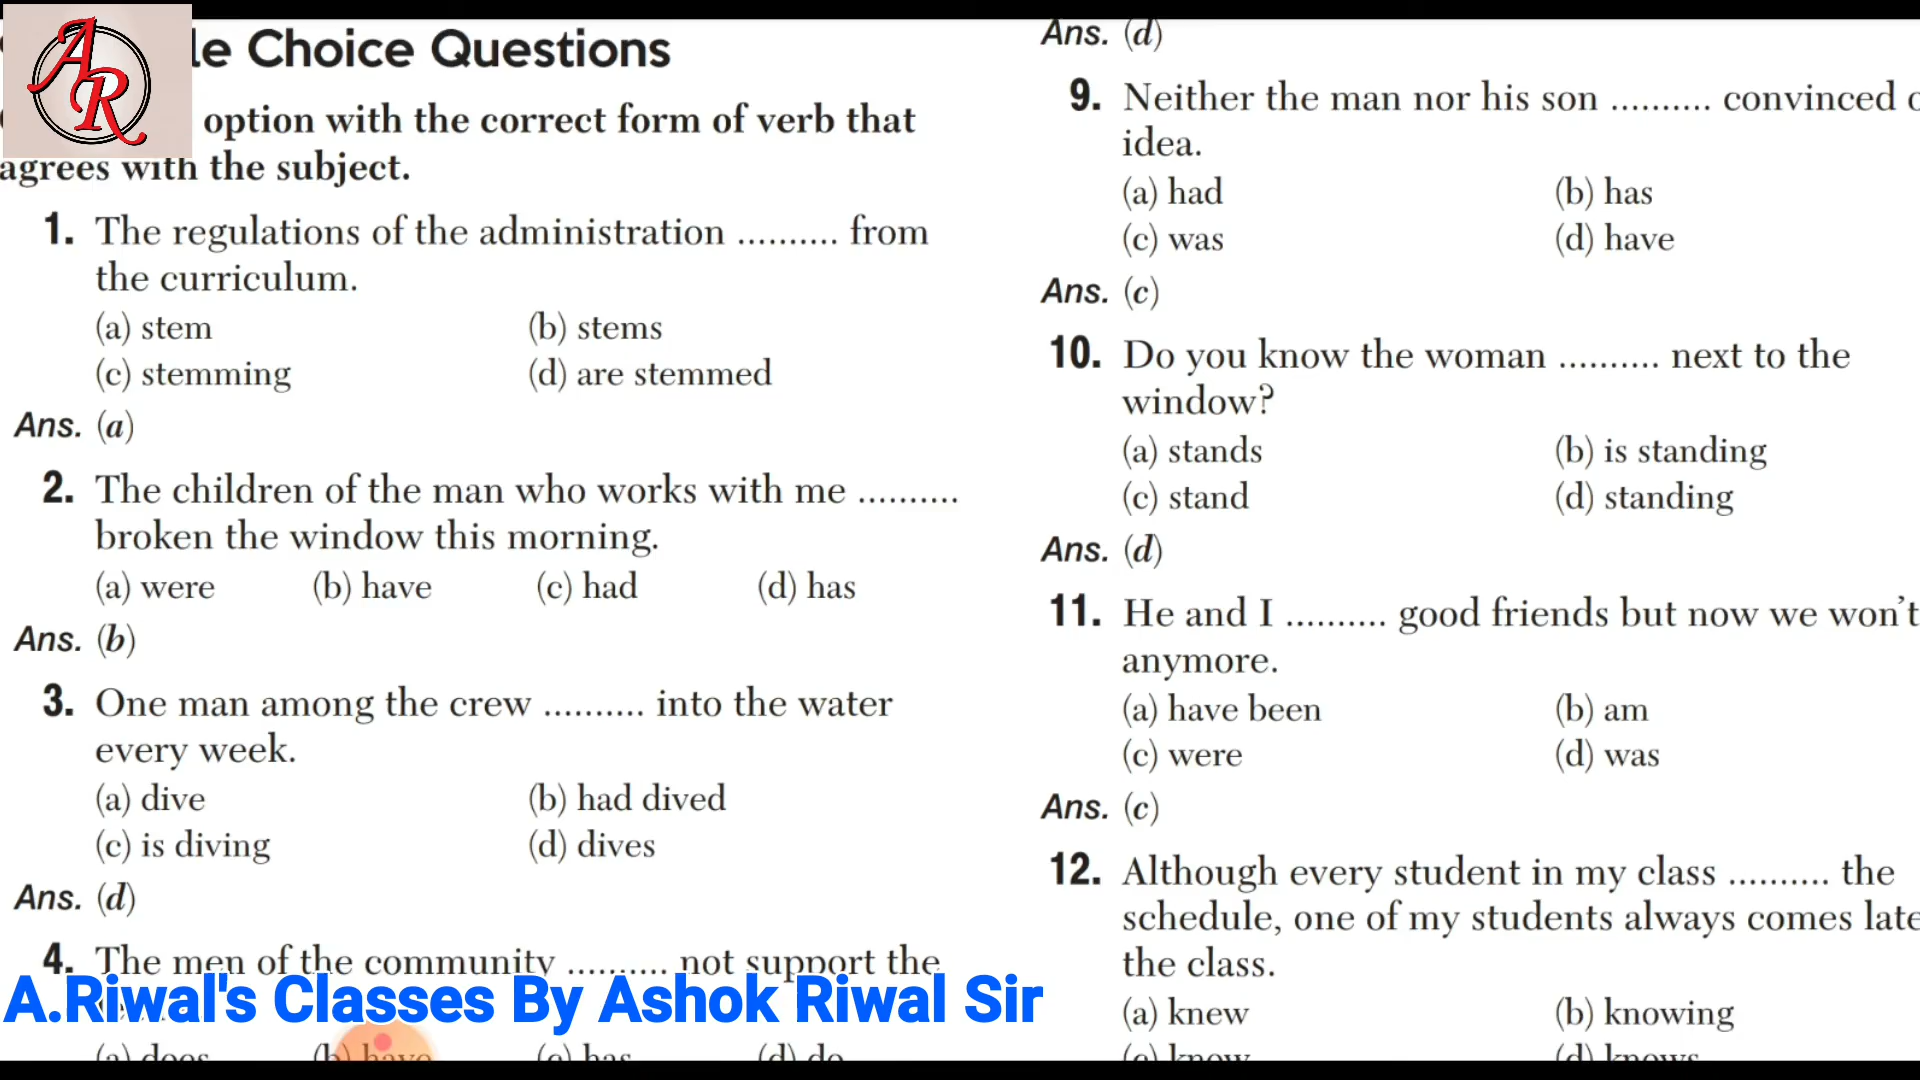 AR
le Choice Questions
option with the correct form of verb that
agrees with the subject.
1. The regulations of the administration .......... from
the curriculum.
(a) stem (b) stems
(c) stemming (d) are stemmed
Ans. (a)
2. The children of the man who works with me ..........
broken the window this morning.
(a) were (b) have (c) had (d) has
Ans. (b)
3. One man among the crew .......... into the water
every week.
(a) dive (b) had dived
(c) is diving (d) dives
Ans. (d)
4. The men of the community .......... not support the
A.Riwal's Classes By Ashok Riwal Sir
(a) does (b) have (c) has (d) do
Ans. (d)
9. Neither the man nor his son .......... convinced
idea.
(a) had (b) has
(c) was (d) have
Ans. (c)
10. Do you know the woman .......... next to the
window?
(a) stands (b) is standing
(c) stand (d) standing
Ans. (d)
11. He and I .......... good friends but now we won't
anymore.
(a) have been (b) am
(c) were (d) was
Ans. (c)
12. Although every student in my class .......... the
schedule, one of my students always comes late
the class.
(a) knew (b) knowing
(c) know (d) knows